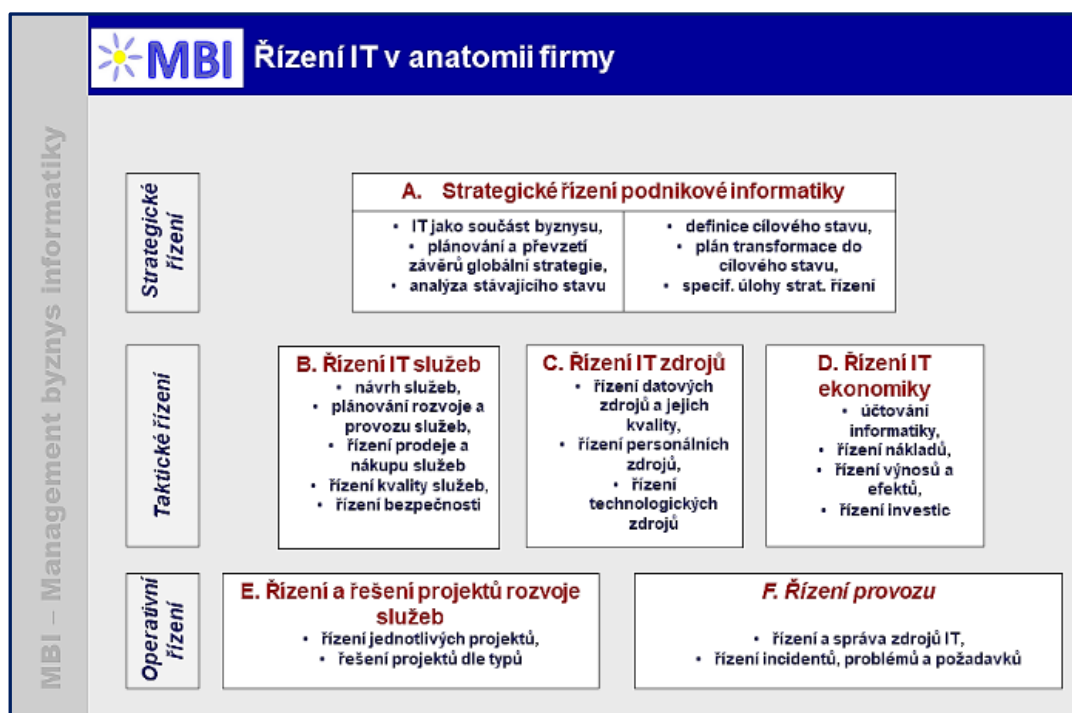 MBI – Management byznys informatiky
MBI
Řízení IT v anatomii firmy
Strategické
řízení
A. Strategické řízení podnikové informatiky
• IT jako součást byznysu,
• plánování a převzetí
závěrů globální strategie,
• analýza stávajícího stavu
• definice cílového stavu,
• plán transformace do
cílového stavu,
• specif. úlohy strat. řízení
Taktické řízení
B. Řízení IT služeb
• návrh služeb,
• plánování rozvoje a
provozu služeb,
• řízení prodeje a
nákupu služeb
• řízení kvality služeb,
• řízení bezpečnosti
C. Řízení IT zdrojů
• řízení datových
zdrojů a jejich
kvality,
• řízení personálních
zdrojů,
• řízení
technologických
zdrojů
D. Řízení IT
ekonomiky
• účtování
informatiky,
• řízení nákladů,
• řízení výnosů a
efektů,
• řízení investic
Operativní
řízení
E. Řízení a řešení projektů rozvoje
služeb
• řízení jednotlivých projektů,
• řešení projektů dle typů
F. Řízení provozu
• řízení a správa zdrojů IT,
• řízení incidentů, problémů a požadavků